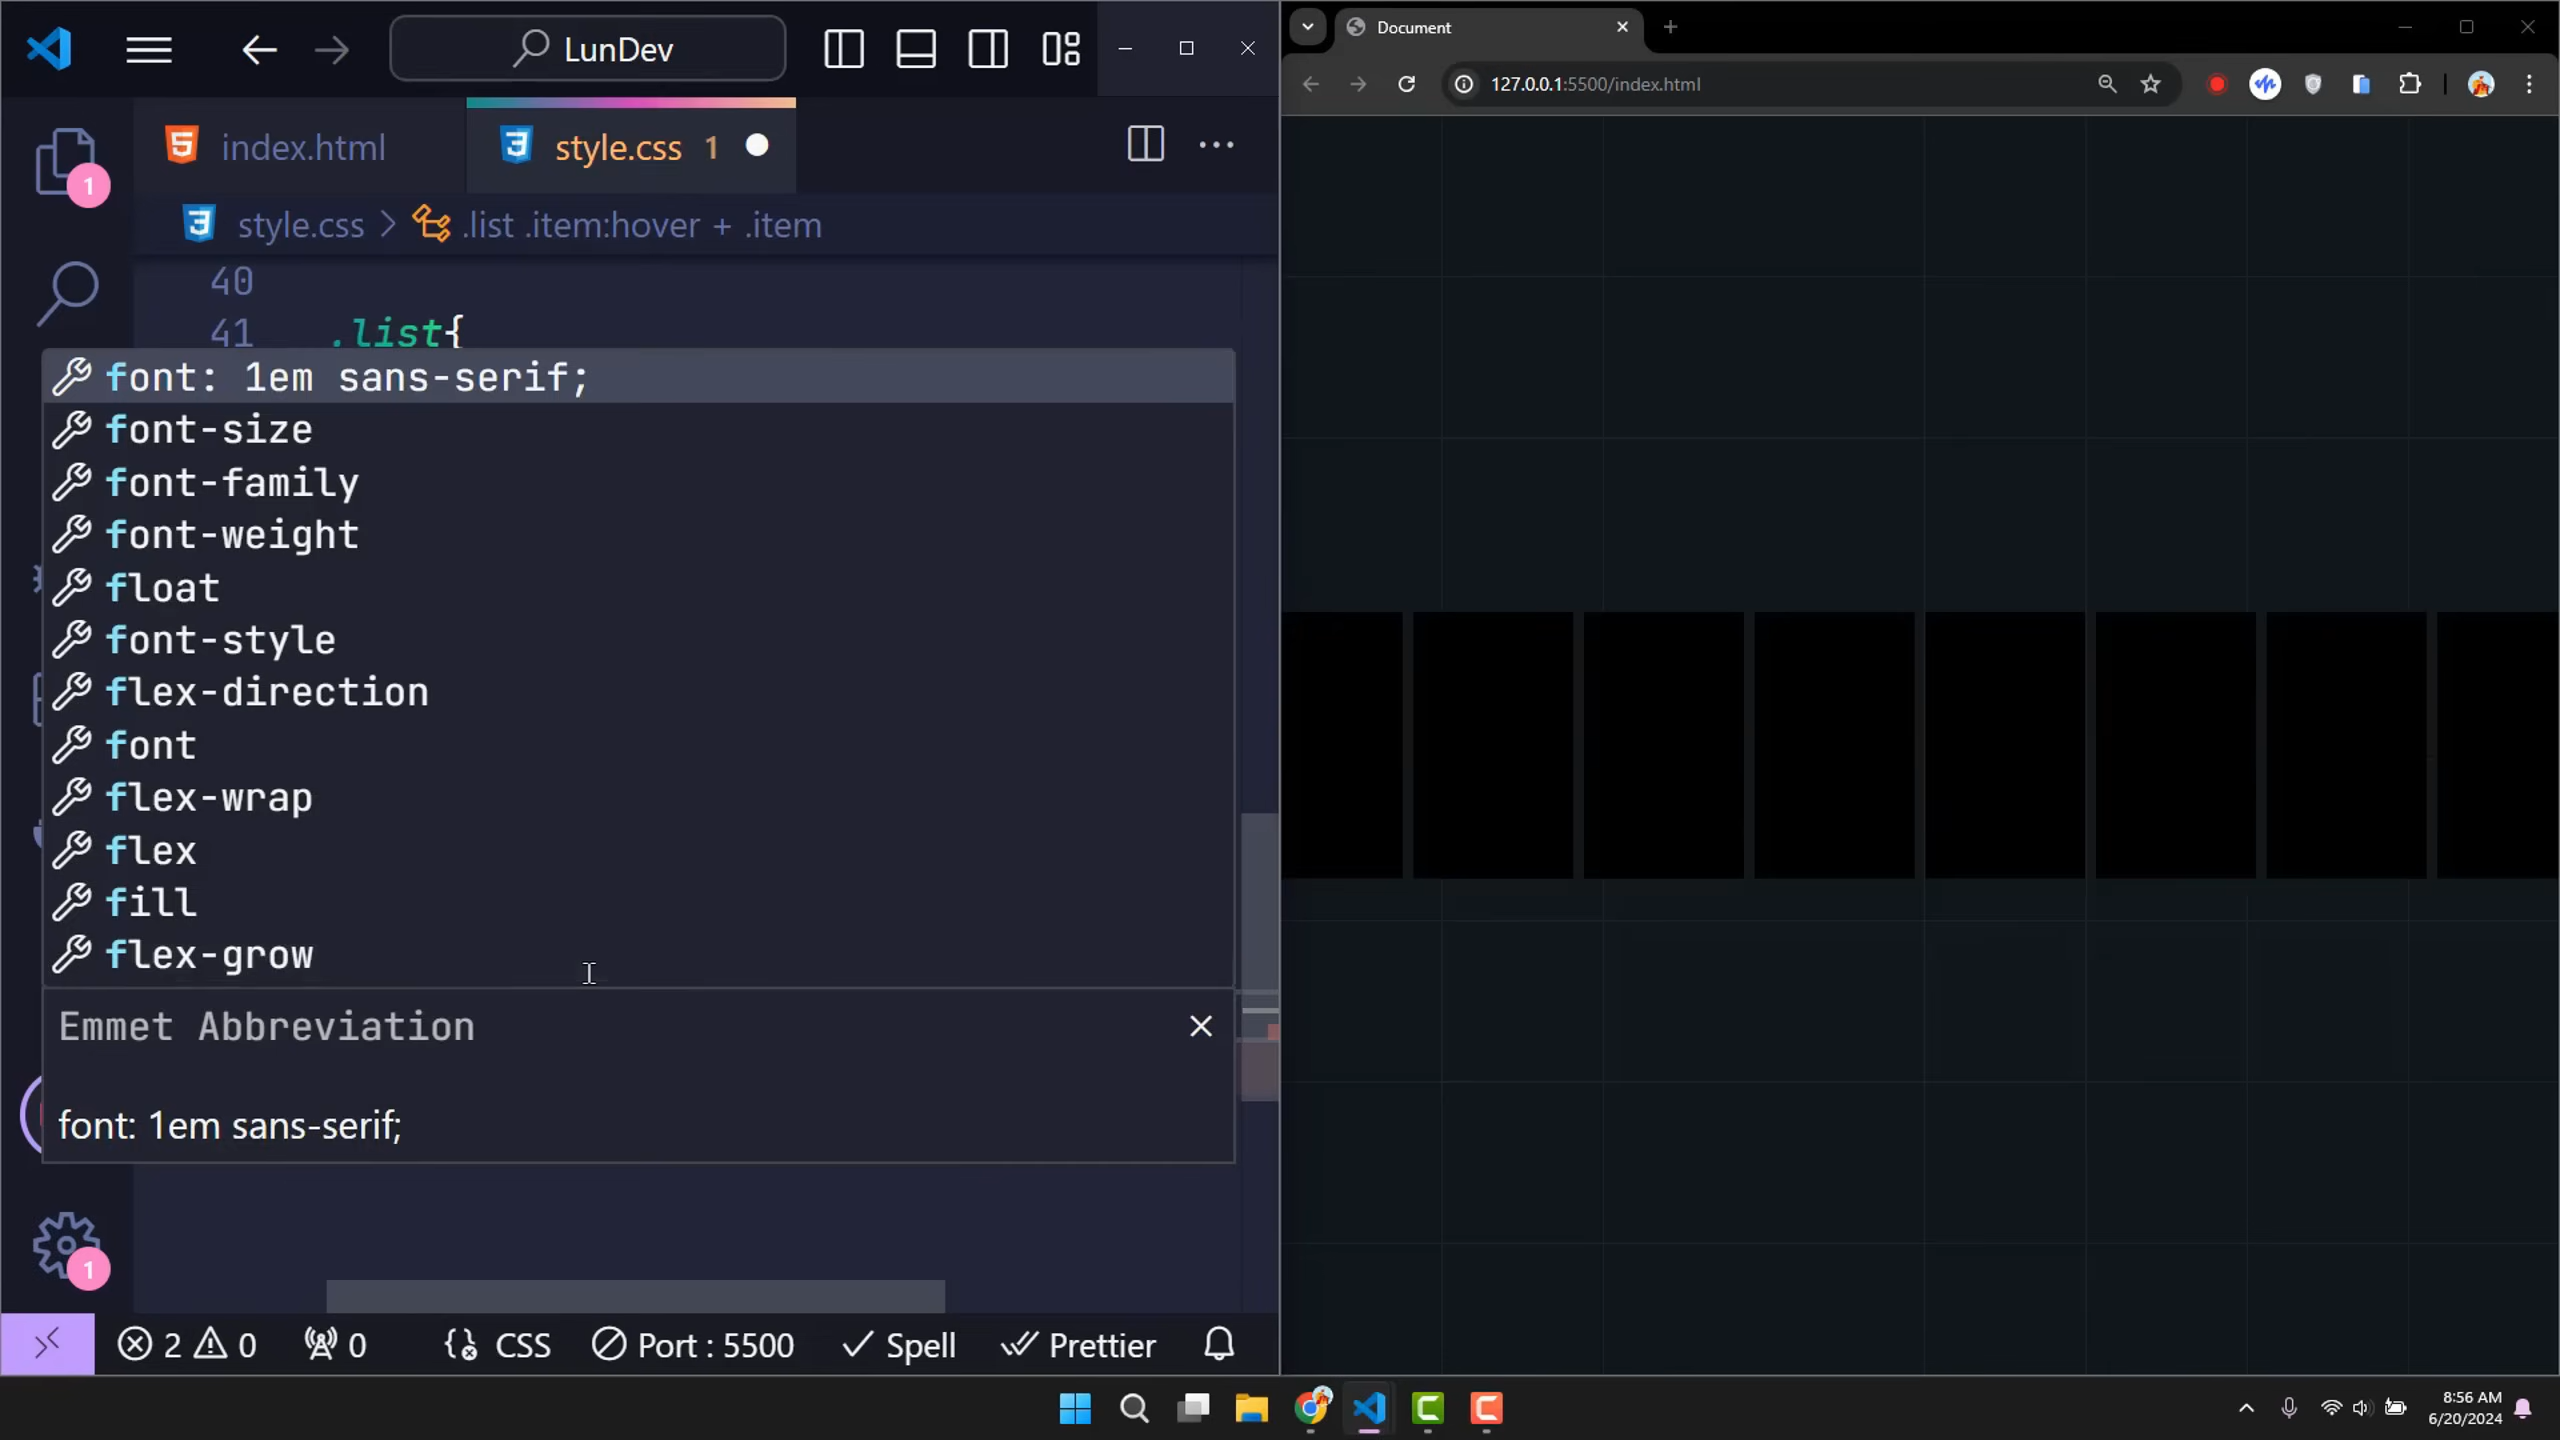 LunDev
index.html
style.css 1
style.css > .list .item:hover + .item
40
41 .list{
font: 1em sans-serif;
font-size
font-family
font-weight
float
font-style
flex-direction
font
flex-wrap
flex
fill
flex-grow
Emmet Abbreviation
font: 1em sans-serif;
1
1
2 0 0 CSS Port : 5500 Spell Prettier
Document
127.0.0.1:5500/index.html
8:56 AM
6/20/2024